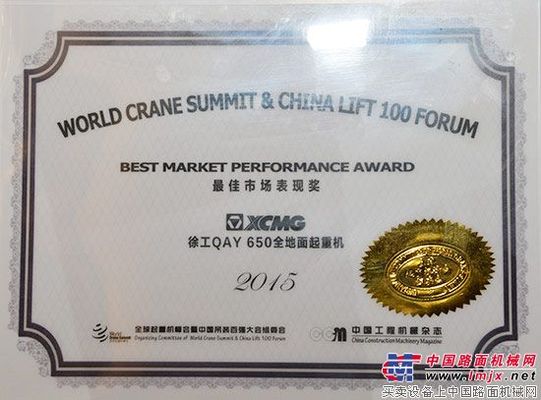 WORLD CRANE SUMMIT & CHINA LIFT 100 FORUM
BEST MARKET PERFORMANCE AWARD
最佳市场表现奖
XCMG
徐工QAY 650全地面起重机
2015
全球起重机峰会暨中国吊装百强大会组委会
Organizing Committee of World Crane Summit & China Lift 100 Forum
CCMM 中国工程机械杂志
China Construction Machinery Magazine
中国路面机械网
www.lmjx.net
买卖设备上中国路面机械网